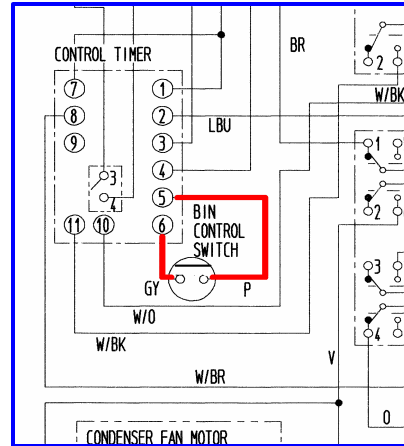 CONTROL TIMER
BR
2
W/BK
7
1
8
2
LBU
9
3
1
3
4
4
5
BIN
CONTROL
SWITCH
2
11
10
6
3
GY
P
W/O
4
W/BK
V
W/BR
O
CONDENSER FAN MOTOR